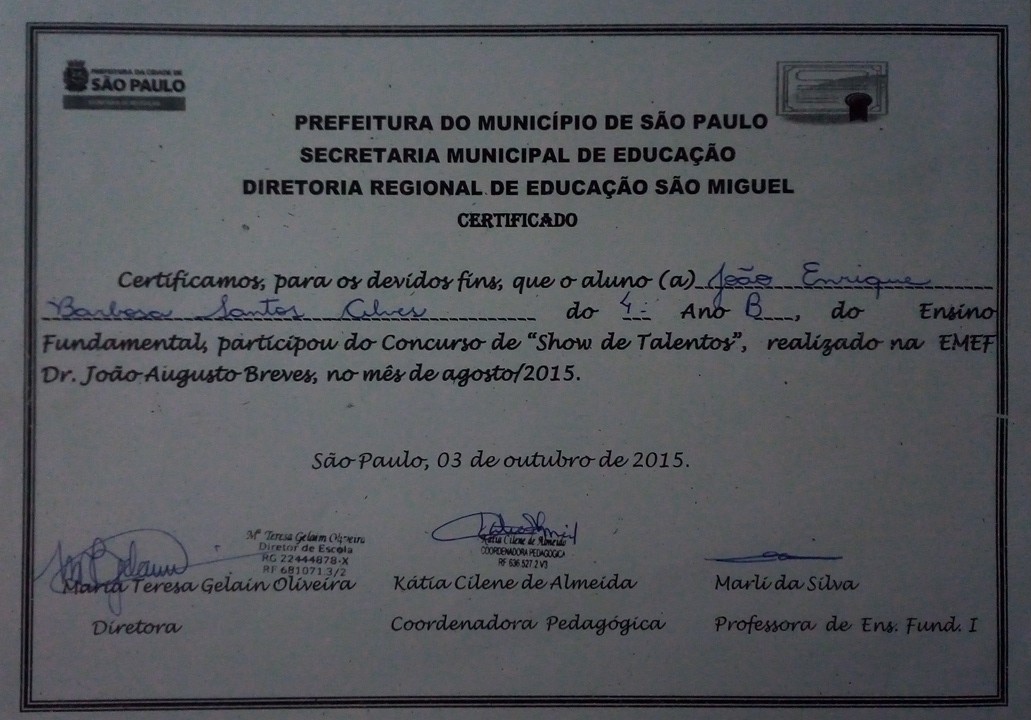 PREFEITURA DA CIDADE DE
SÃO PAULO
PREFEITURA DO MUNICÍPIO DE SÃO PAULO
SECRETARIA MUNICIPAL DE EDUCAÇÃO
DIRETORIA REGIONAL DE EDUCAÇÃO SÃO MIGUEL
CERTIFICADO
Certificamos, para os devidos fins, que o aluno (a) João Enrique
Barbosa Santos Alves do 4º Ano B, do Ensino
Fundamental, participou do Concurso de “Show de Talentos”, realizado na EMEF
Dr. João Augusto Breves, no mês de agosto/2015.
São Paulo, 03 de outubro de 2015.
Mª Teresa Gelaim Oliveira
Diretor de Escola
RG 22444878-X
RF 681071.3/2
Kátia Cilene de Almeida
COORDENADORA PEDAGÓGICA
RF 636.527.2 V3
Maria Teresa Gelain Oliveira Kátia Cilene de Almeida Marli da Silva
Diretora Coordenadora Pedagógica Professora de Ens. Fund. I